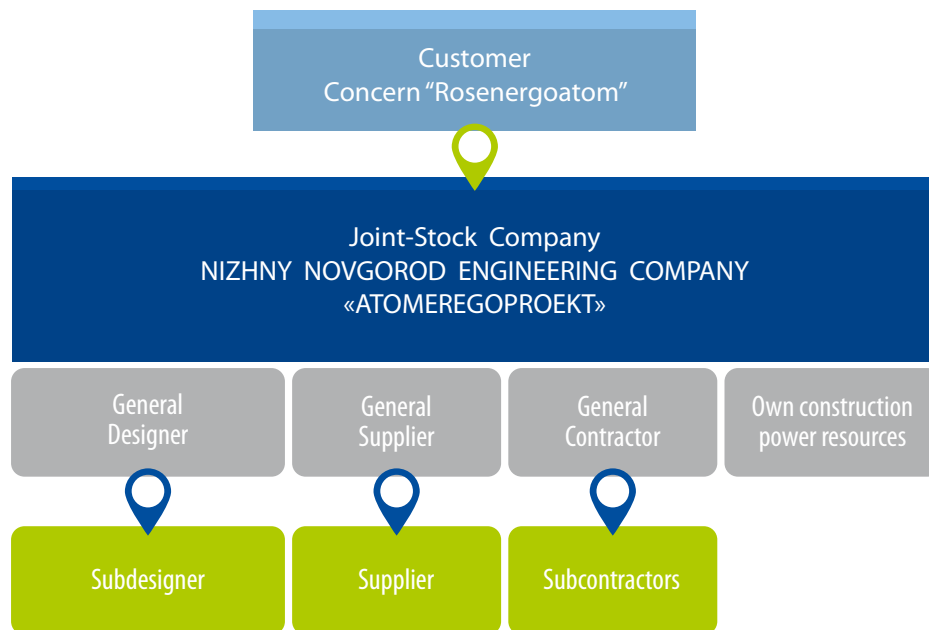 Customer
Concern “Rosenergoatom”
Joint-Stock Company
NIZHNY NOVGOROD ENGINEERING COMPANY
«ATOMEREGOPROEKT»
General
Designer
General
Supplier
General
Contractor
Own construction
power resources
Subdesigner
Supplier
Subcontractors